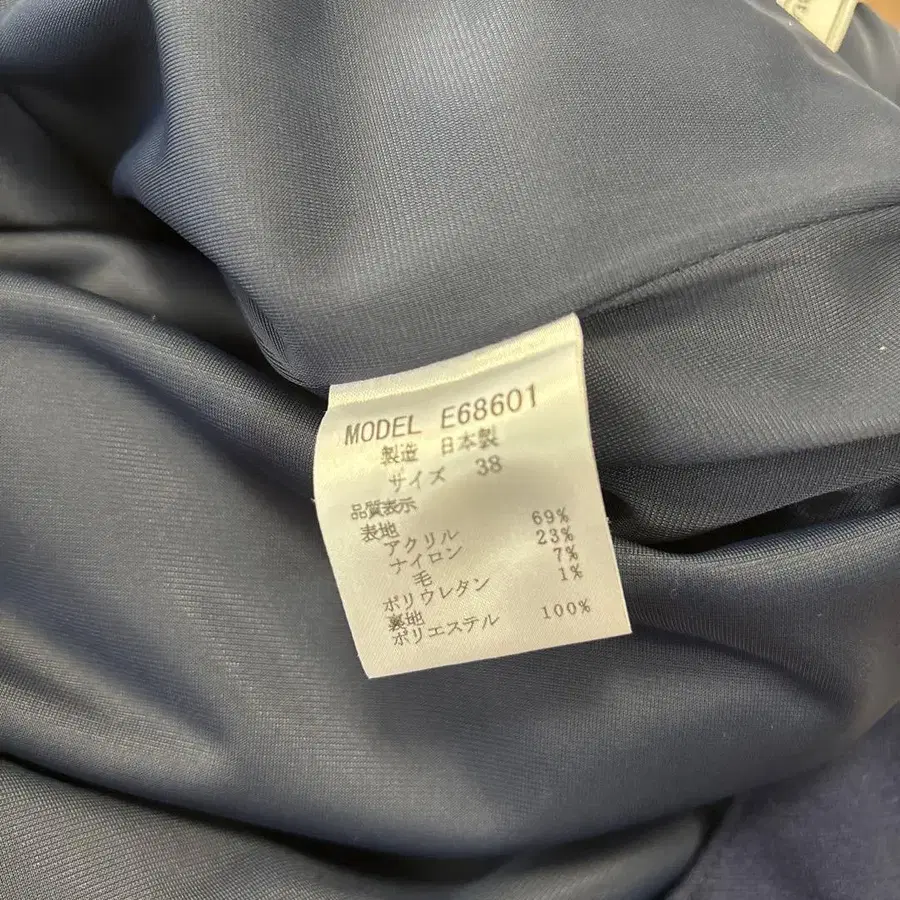 MODEL E68601
製造 日本製
サイズ 38
品質表示
表地
アクリル 69%
ナイロン 23%
毛 7%
ポリウレタン 1%
裏地
ポリエステル 100%